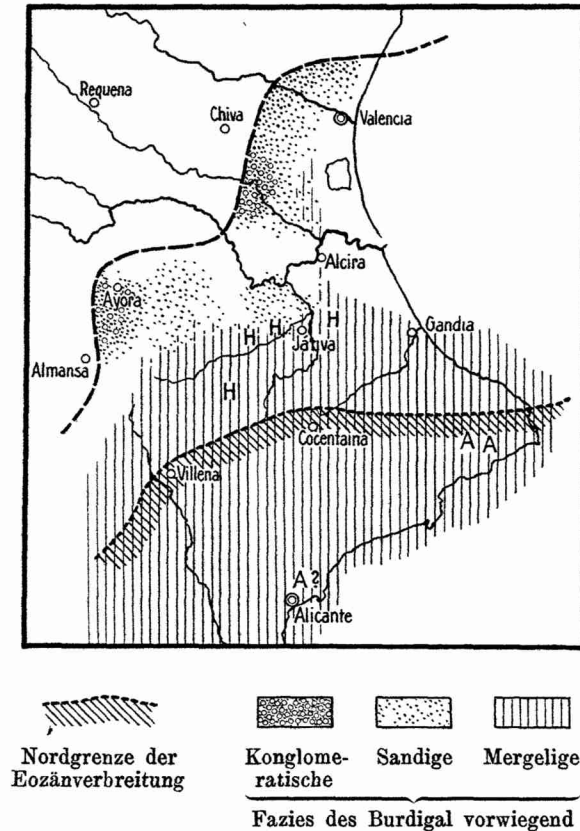 Requena
Chiva
Valencia
Alcira
Ayora
Gandia
H
H H Játiva
Almansa
H
Cocentaina
A A
Villena
A?
Alicante
Nordgrenze der
Eozänverbreitung
Konglome-
ratische
Sandige
Mergelige
Fazies des Burdigal vorwiegend